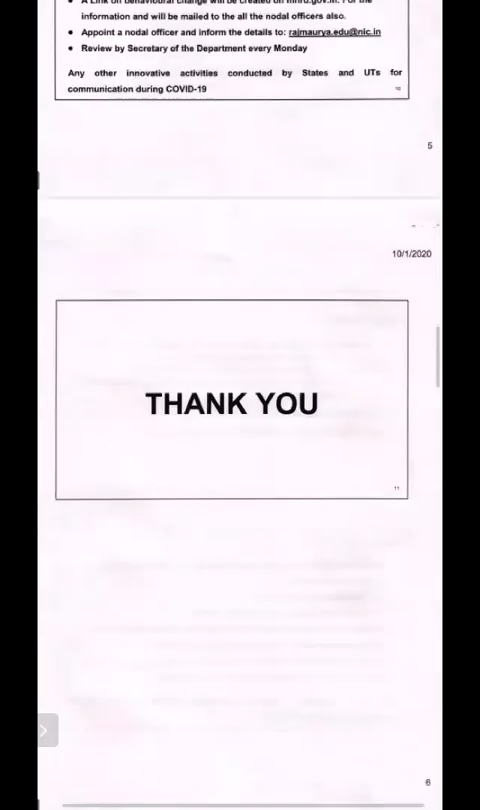 information and will be mailed to the all the nodal officers also.
• Appoint a nodal officer and inform the details to: rajmaurya.edu@nic.in
• Review by Secretary of the Department every Monday
Any other innovative activities conducted by States and UTs for
communication during COVID-19
10
5
10/1/2020
THANK YOU
11
6